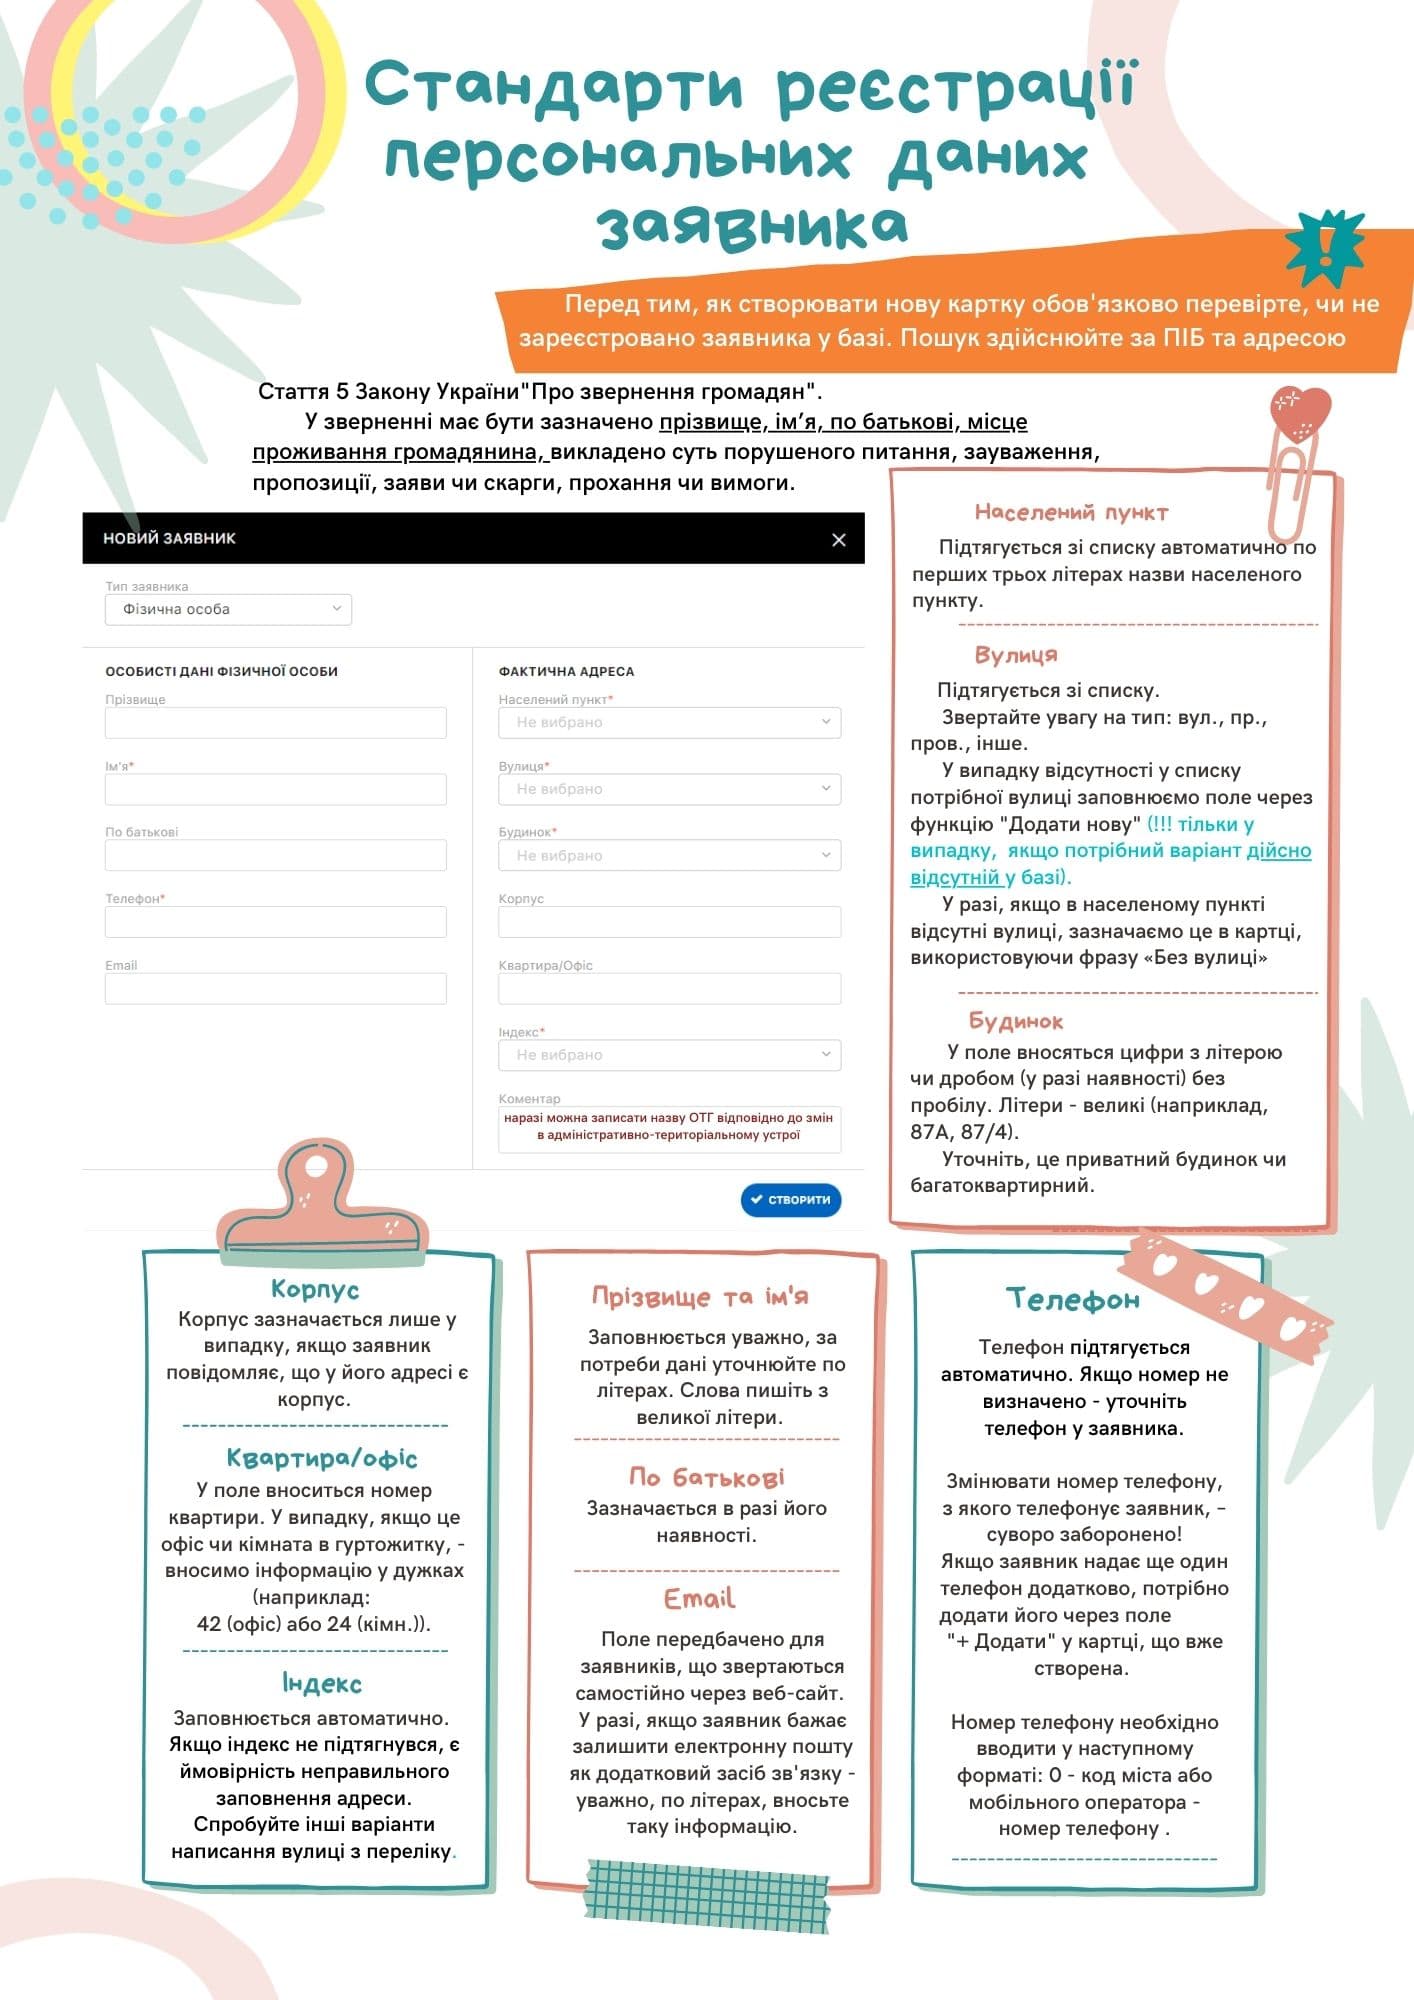 Стандарти реєстрації
персональних даних
заявника
!
Перед тим, як створювати нову картку обов'язково перевірте, чи не
зареєстровано заявника у базі. Пошук здійснюйте за ПІБ та адресою
Стаття 5 Закону України"Про звернення громадян".
У зверненні має бути зазначено прізвище, ім’я, по батькові, місце
проживання громадянина, викладено суть порушеного питання, зауваження,
пропозиції, заяви чи скарги, прохання чи вимоги.
НОВИЙ ЗАЯВНИК
Тип заявника
Фізична особа
ОСОБИСТІ ДАНІ ФІЗИЧНОЇ ОСОБИ
Прізвище
Ім'я*
По батькові
Телефон*
Email
ФАКТИЧНА АДРЕСА
Населений пункт*
Не вибрано
Вулиця*
Не вибрано
Будинок*
Не вибрано
Корпус
Квартира/Офіс
Індекс*
Не вибрано
Коментар
наразі можна записати назву ОТГ відповідно до змін
в адміністративно-територіальному устрої
СТВОРИТИ
Населений пункт
Підтягується зі списку автоматично по
перших трьох літерах назви населеного
пункту.
Вулиця
Підтягується зі списку.
Звертайте увагу на тип: вул., пр.,
пров., інше.
У випадку відсутності у списку
потрібної вулиці заповнюємо поле через
функцію "Додати нову" (!!! тільки у
випадку, якщо потрібний варіант дійсно
відсутній у базі).
У разі, якщо в населеному пункті
відсутні вулиці, зазначаємо це в картці,
використовуючи фразу «Без вулиці»
Будинок
У поле вносяться цифри з літерою
чи дробом (у разі наявності) без
пробілу. Літери - великі (наприклад,
87А, 87/4).
Уточніть, це приватний будинок чи
багатоквартирний.
Корпус
Корпус зазначається лише у
випадку, якщо заявник
повідомляє, що у його адресі є
корпус.
Квартира/офіс
У поле вноситься номер
квартири. У випадку, якщо це
офіс чи кімната в гуртожитку, -
вносимо інформацію у дужках
(наприклад:
42 (офіс) або 24 (кімн.)).
Індекс
Заповнюється автоматично.
Якщо індекс не підтягнувся, є
ймовірність неправильного
заповнення адреси.
Спробуйте інші варіанти
написання вулиці з переліку.
Прізвище та ім'я
Заповнюється уважно, за
потреби дані уточнюйте по
літерах. Слова пишіть з
великої літери.
По батькові
Зазначається в разі його
наявності.
Email
Поле передбачено для
заявників, що звертаються
самостійно через веб-сайт.
У разі, якщо заявник бажає
залишити електронну пошту
як додатковий засіб зв'язку -
уважно, по літерах, вносьте
таку інформацію.
Телефон
Телефон підтягується
автоматично. Якщо номер не
визначено - уточніть
телефон у заявника.
Змінювати номер телефону,
з якого телефонує заявник, –
суворо заборонено!
Якщо заявник надає ще один
телефон додатково, потрібно
додати його через поле
"+ Додати" у картці, що вже
створена.
Номер телефону необхідно
вводити у наступному
форматі: 0 - код міста або
мобільного оператора -
номер телефону .